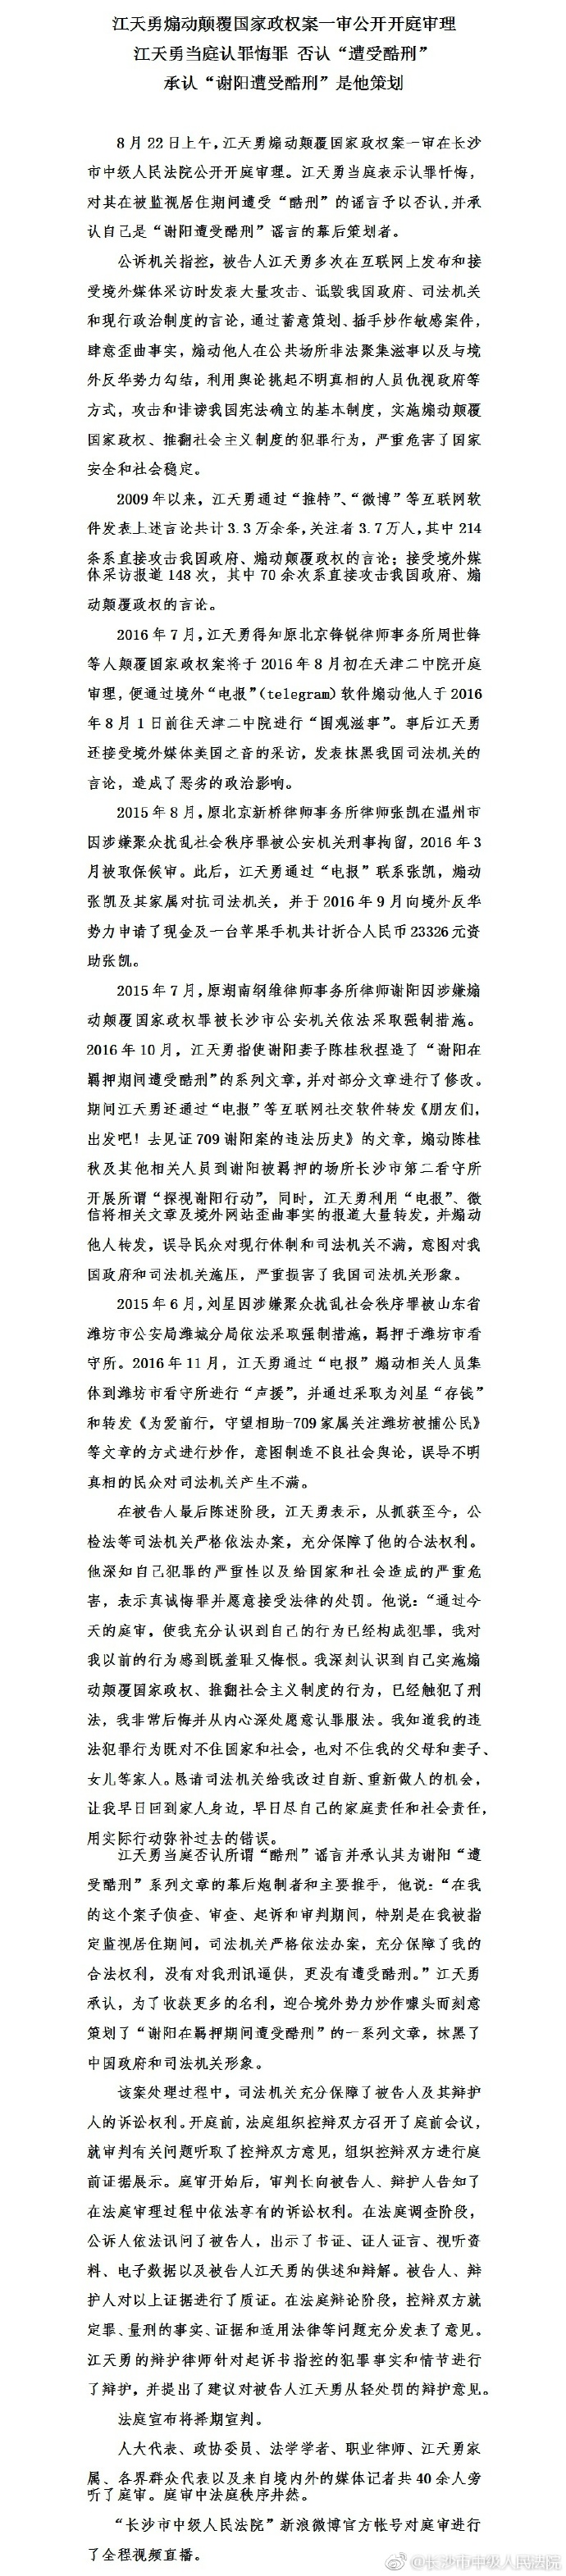 江天勇煽动颠覆国家政权案一审公开开庭审理
江天勇当庭认罪悔罪 否认“遭受酷刑”
承认“谢阳遭受酷刑”是他策划
8月22日上午，江天勇煽动颠覆国家政权案一审在长沙
市中级人民法院公开开庭审理。江天勇当庭表示认罪忏悔，
对其在被监视居住期间遭受“酷刑”的谣言予以否认，并承
认自己是“谢阳遭受酷刑”谣言的幕后策划者。
公诉机关指控，被告人江天勇多次在互联网上发布和接
受境外媒体采访时发表大量攻击、诋毁我国政府、司法机关
和现行政治制度的言论，通过蓄意策划、插手炒作敏感案件，
肆意歪曲事实，煽动他人在公共场所非法聚集滋事以及与境
外反华势力勾结，利用舆论挑起不明真相的人员仇视政府等
方式，攻击和诽谤我国宪法确立的基本制度，实施煽动颠覆
国家政权、推翻社会主义制度的犯罪行为，严重危害了国家
安全和社会稳定。
2009年以来，江天勇通过“推特”、“微博”等互联网软
件发表上述言论共计3.3万余条，关注者3.7万人，其中214
条系直接攻击我国政府、煽动颠覆政权的言论；接受境外媒
体采访报道148次，其中70余次系直接攻击我国政府、煽
动颠覆政权的言论。
2016年7月，江天勇得知原北京锋锐律师事务所周世锋
等人颠覆国家政权案将于2016年8月初在天津二中院开庭
审理，便通过境外“电报”（telegram）软件煽动他人于2016
年8月1日前往天津二中院进行“围观滋事”。事后江天勇
还接受境外媒体美国之音的采访，发表抹黑我国司法机关的
言论，造成了恶劣的政治影响。
2015年8月，原北京新桥律师事务所律师张凯在温州市
因涉嫌聚众扰乱社会秩序罪被公安机关刑事拘留，2016年3
月被取保候审。此后，江天勇通过“电报”联系张凯，煽动
张凯及其家属对抗司法机关，并于2016年9月向境外反华
势力申请了现金及一台苹果手机共计折合人民币23326元资
助张凯。
2015年7月，原湖南纲维律师事务所律师谢阳因涉嫌煽
动颠覆国家政权罪被长沙市公安机关依法采取强制措施。
2016年10月，江天勇指使谢阳妻子陈桂秋捏造了“谢阳在
羁押期间遭受酷刑”的系列文章，并对部分文章进行了修改。
期间江天勇还通过“电报”等互联网社交软件转发《朋友们，
出发吧！去见证709谢阳案的违法历史》的文章，煽动陈桂
秋及其他相关人员到谢阳被羁押的场所长沙市第二看守所
开展所谓“探视谢阳行动”，同时，江天勇利用“电报”、微
信将相关文章及境外网站歪曲事实的报道大量转发，并煽动
他人转发，误导民众对现行体制和司法机关不满，意图对我
国政府和司法机关施压，严重损害了我国司法机关形象。
2015年6月，刘星因涉嫌聚众扰乱社会秩序罪被山东省
潍坊市公安局潍城分局依法采取强制措施，羁押于潍坊市看
守所。2016年11月，江天勇通过“电报”煽动相关人员集
体到潍坊市看守所进行“声援”，并通过采取为刘星“存钱”
和转发《为爱前行，守望相助-709家属关注潍坊被捕公民》
等文章的方式进行炒作，意图制造不良社会舆论，误导不明
真相的民众对司法机关产生不满。
在被告人最后陈述阶段，江天勇表示，从抓获至今，公
检法等司法机关严格依法办案，充分保障了他的合法权利。
他深知自己犯罪的严重性以及给国家和社会造成的严重危
害，表示真诚悔罪并愿意接受法律的处罚。他说：“通过今
天的庭审，使我充分认识到自己的行为已经构成犯罪，我对
我以前的行为感到既羞耻又悔恨。我深刻认识到自己实施煽
动颠覆国家政权、推翻社会主义制度的行为，已经触犯了刑
法，我非常后悔并从内心深处愿意认罪服法。我知道我的违
法犯罪行为既对不住国家和社会，也对不住我的父母和妻子、
女儿等家人。恳请司法机关给我改过自新、重新做人的机会，
让我早日回到家人身边，早日尽自己的家庭责任和社会责任，
用实际行动弥补过去的错误。
江天勇当庭否认所谓“酷刑”谣言并承认其为谢阳“遭
受酷刑”系列文章的幕后炮制者和主要推手，他说：“在我
的这个案子侦查、审查、起诉和审判期间，特别是在我被指
定监视居住期间，司法机关严格依法办案，充分保障了我的
合法权利，没有对我刑讯逼供，更没有遭受酷刑。”江天勇
承认，为了收获更多的名利，迎合境外势力炒作噱头而刻意
策划了“谢阳在羁押期间遭受酷刑”的一系列文章，抹黑了
中国政府和司法机关形象。
该案处理过程中，司法机关充分保障了被告人及其辩护
人的诉讼权利。开庭前，法庭组织控辩双方召开了庭前会议，
就审判有关问题听取了控辩双方意见，组织控辩双方进行庭
前证据展示。庭审开始后，审判长向被告人、辩护人告知了
在法庭审理过程中依法享有的诉讼权利。在法庭调查阶段，
公诉人依法讯问了被告人，出示了书证、证人证言、视听资
料、电子数据以及被告人江天勇的供述和辩解。被告人、辩
护人对以上证据进行了质证。在法庭辩论阶段，控辩双方就
定罪、量刑的事实、证据和适用法律等问题充分发表了意见。
江天勇的辩护律师针对起诉书指控的犯罪事实和情节进行
了辩护，并提出了建议对被告人江天勇从轻处罚的辩护意见。
法庭宣布将择期宣判。
人大代表、政协委员、法学学者、职业律师、江天勇家
属、各界群众代表以及来自境内外的媒体记者共40余人旁
听了庭审。庭审中法庭秩序井然。
“长沙市中级人民法院”新浪微博官方帐号对庭审进行
了全程视频直播。
@长沙市中级人民法院